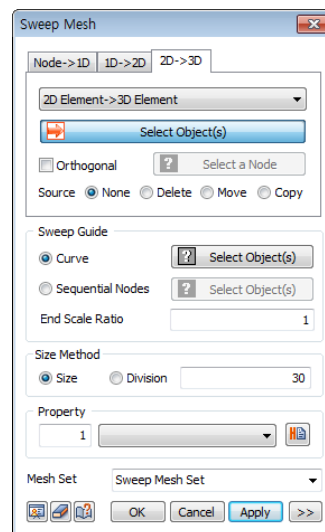 Sweep Mesh
Node->1D 1D->2D 2D->3D
2D Element->3D Element
Select Object(s)
Orthogonal ? Select a Node
Source None Delete Move Copy
Sweep Guide
Curve ? Select Object(s)
Sequential Nodes ? Select Object(s)
End Scale Ratio 1
Size Method
Size Division 30
Property
1
Mesh Set Sweep Mesh Set
OK Cancel Apply >>